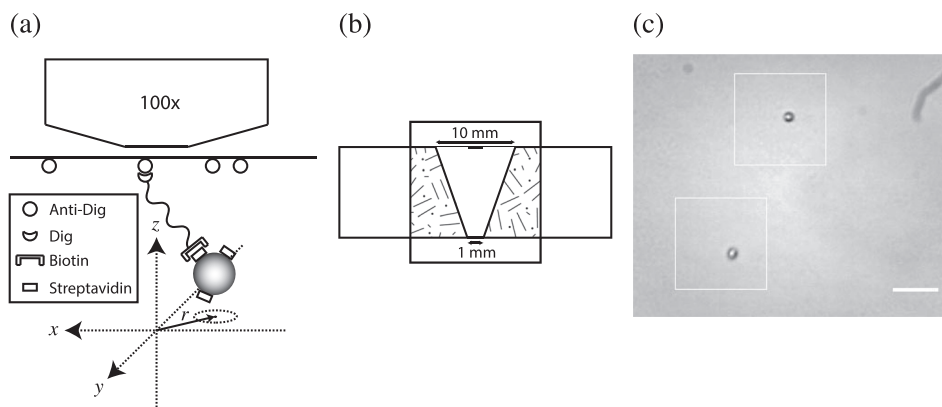 (a)
(b)
(c)
100x
10 mm
1 mm
Anti-Dig
Dig
Biotin
Streptavidin
z
r
x
y